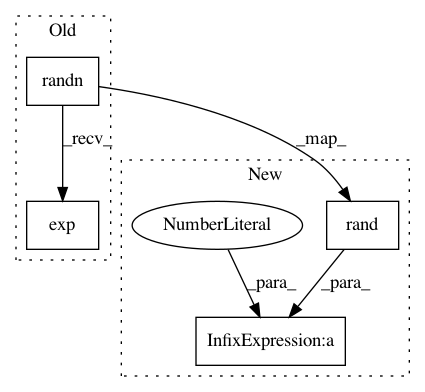 Old
randn
_recv_
_map_
New
exp
NumberLiteral
rand
_para_
_para_
InfixExpression:a